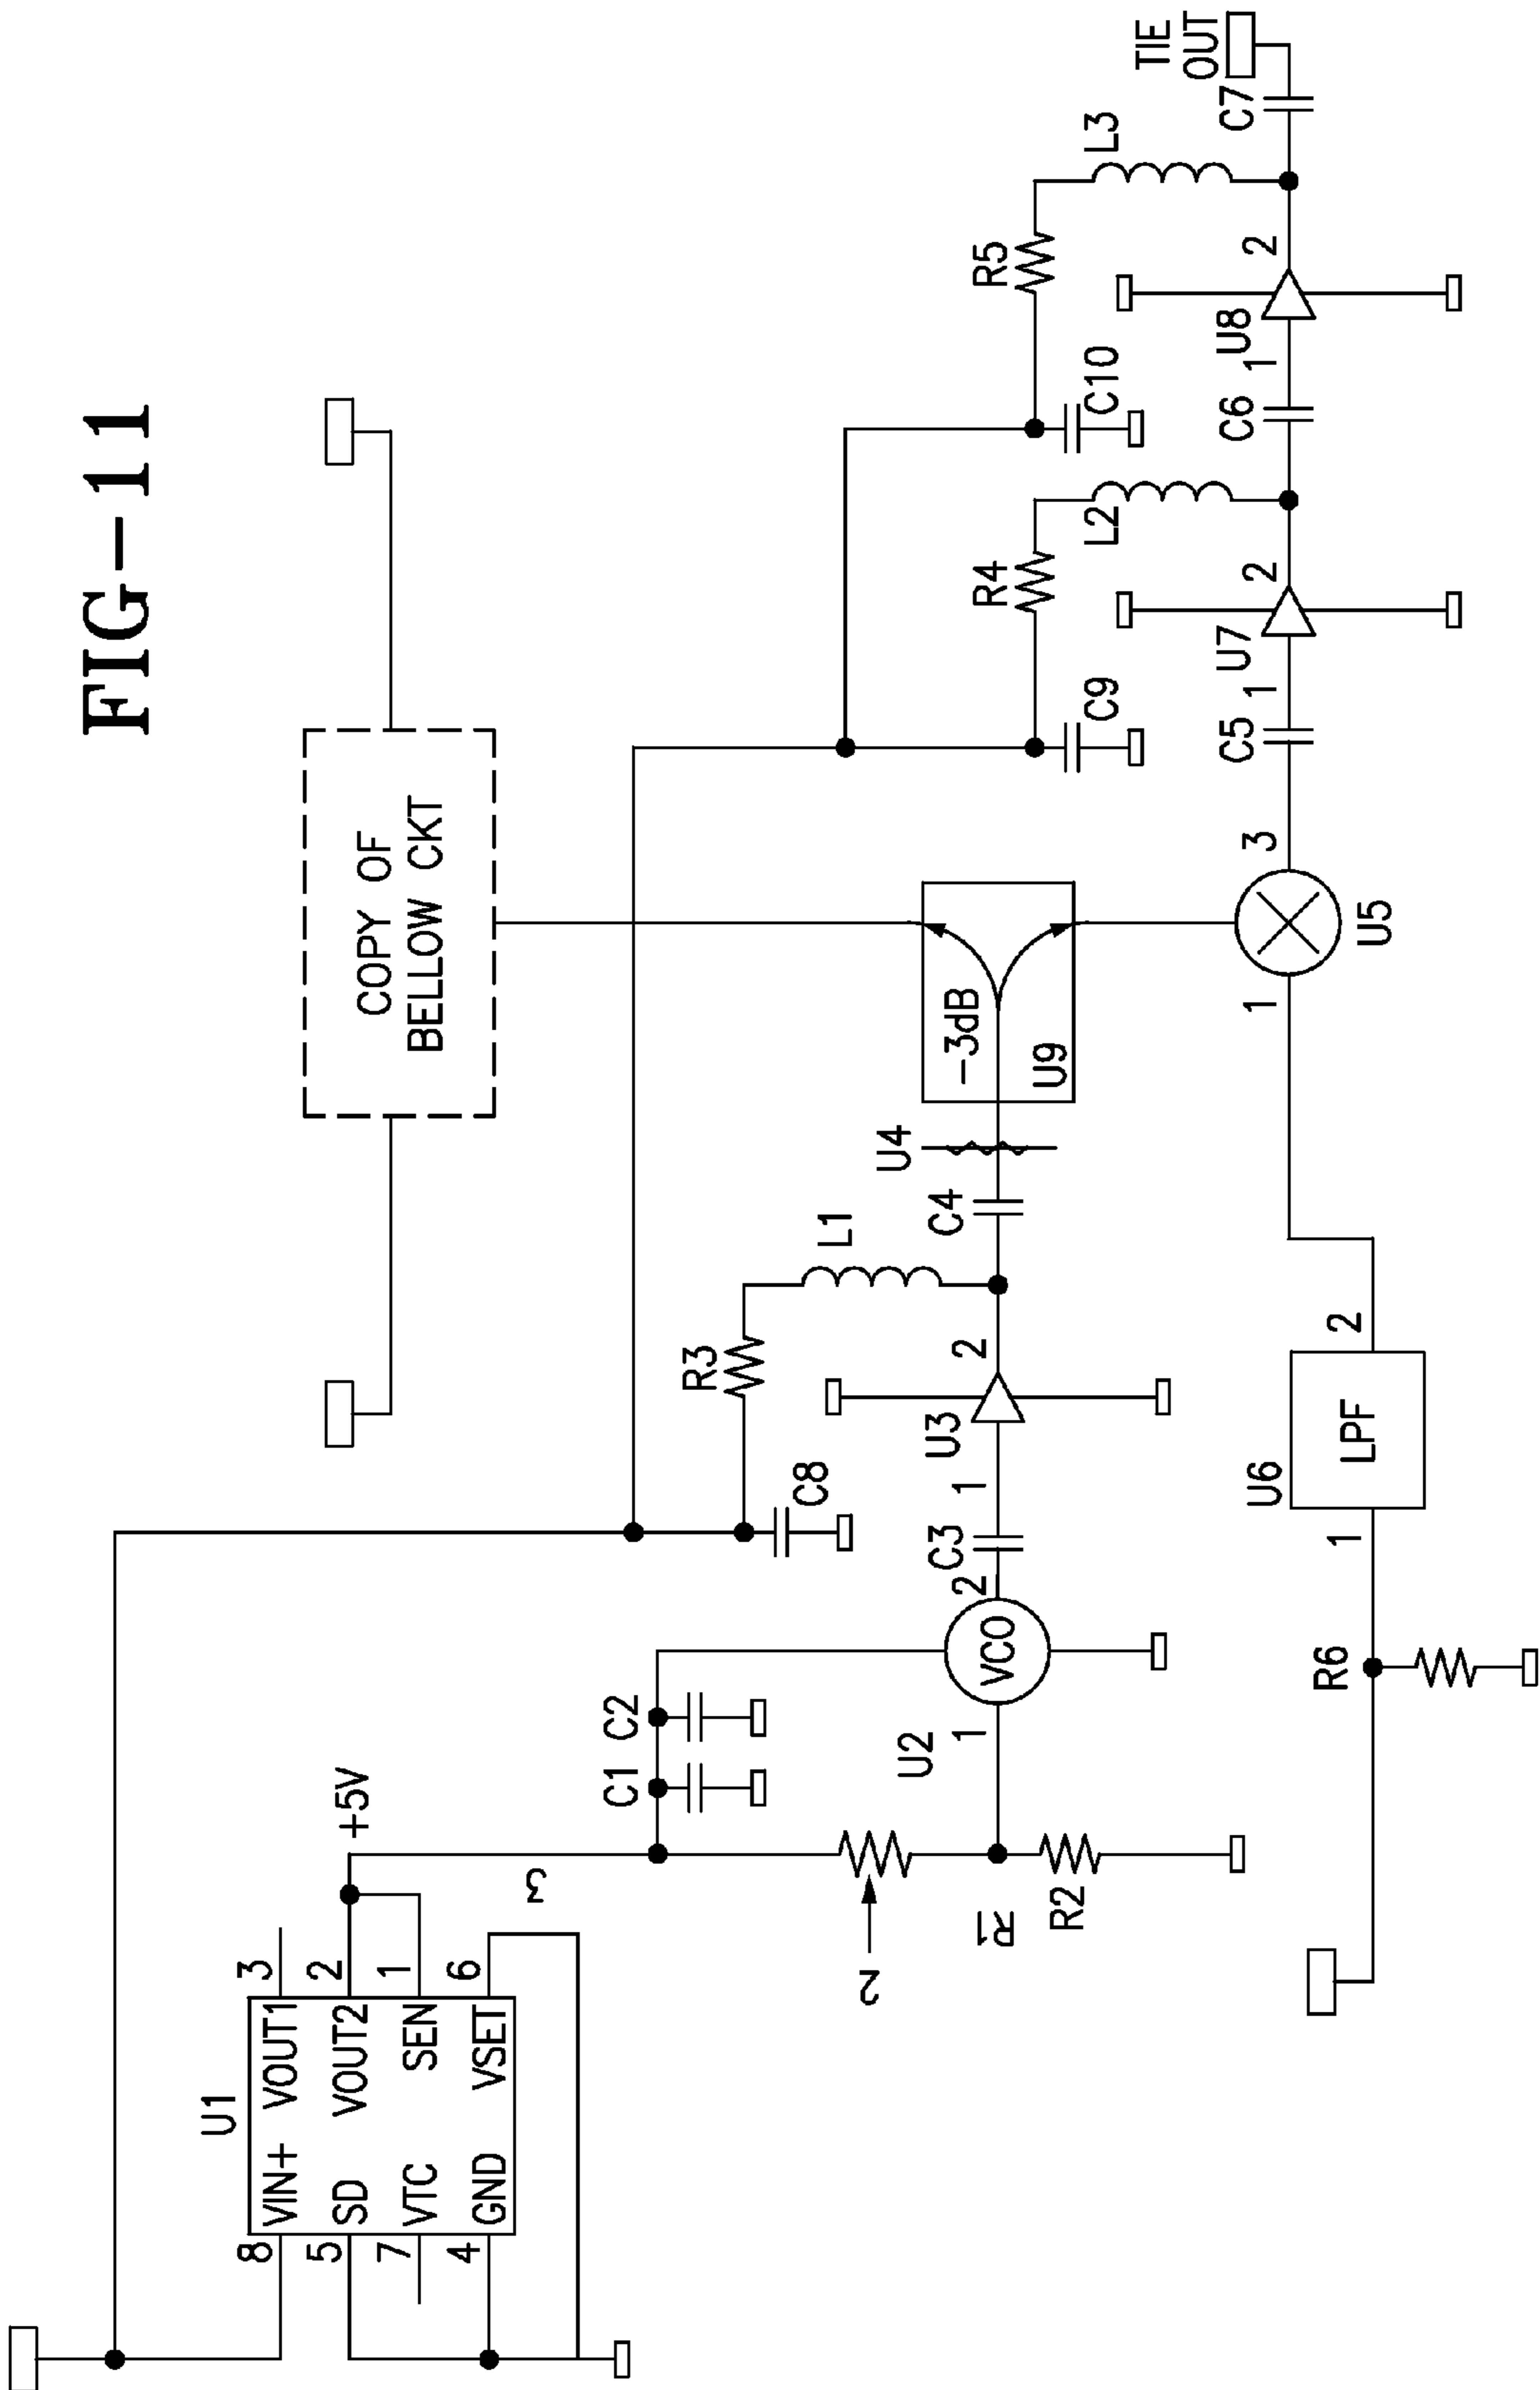 FIG-11
COPY OF
BELLOW CKT
U1
8
VIN+
VOUT1
3
5
SD
VOUT2
2
7
VTC
SEN
1
4
GND
VSET
6
+5V
3
2
R1
R2
C1
C2
U2
1
VCO
2
C3
1
U3
2
C8
R3
L1
C4
U4
-3dB
U9
R6
1
U6
LPF
2
1
U5
3
C5
1
U7
2
C9
R4
L2
C6
1
U8
2
C10
R5
L3
C7
TIE
OUT